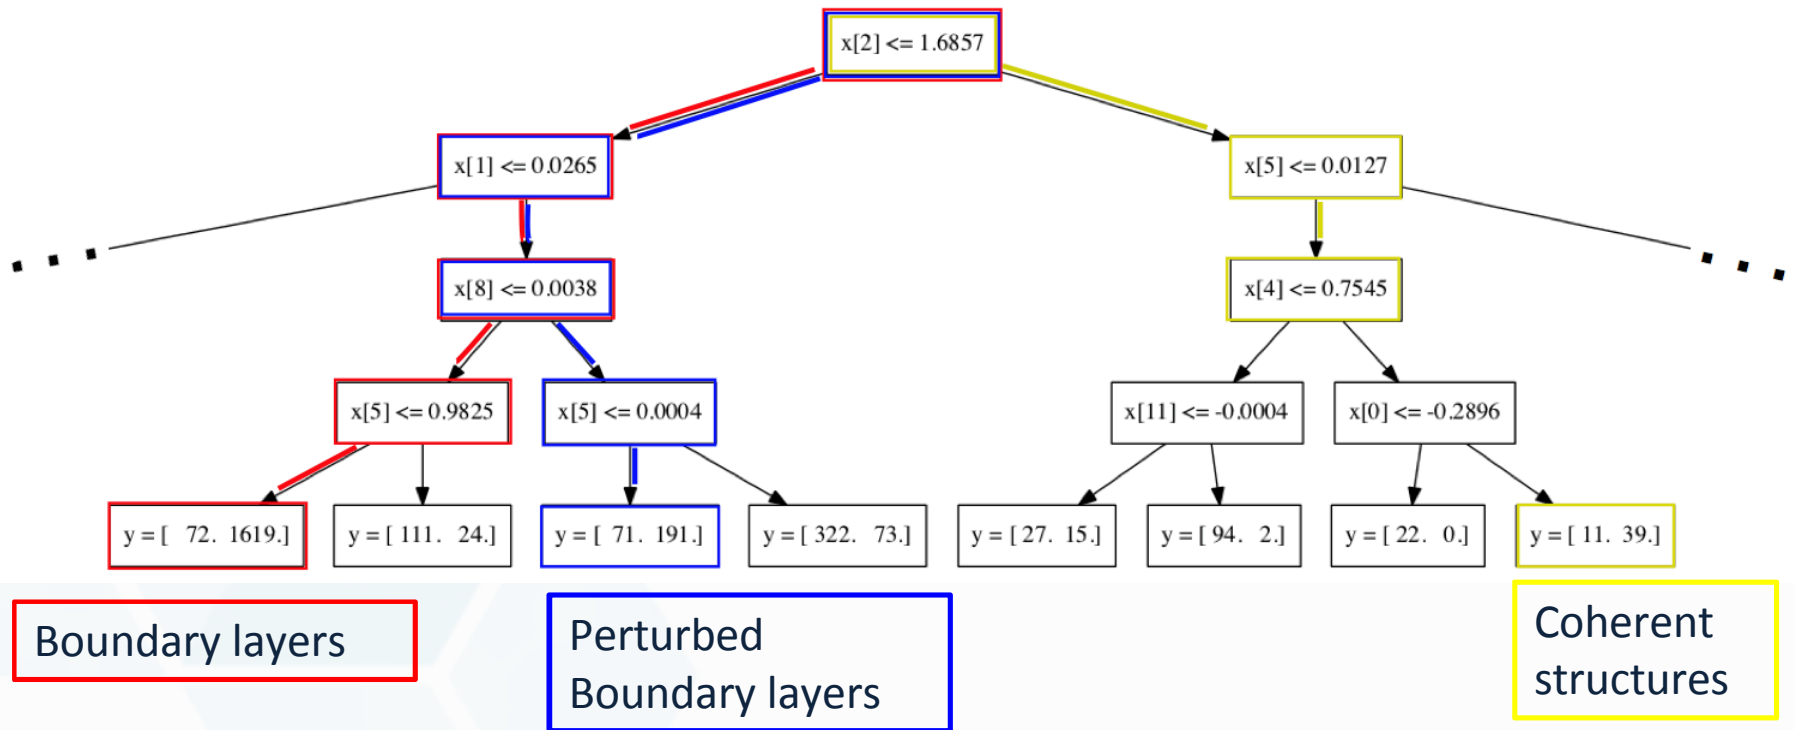 x[2] <= 1.6857
x[1] <= 0.0265
x[5] <= 0.0127
x[8] <= 0.0038
x[4] <= 0.7545
x[5] <= 0.9825
x[5] <= 0.0004
x[11] <= -0.0004
x[0] <= -0.2896
y = [ 72. 1619.]
y = [ 111. 24.]
y = [ 71. 191.]
y = [ 322. 73.]
y = [ 27. 15.]
y = [ 94. 2.]
y = [ 22. 0.]
y = [ 11. 39.]
Boundary layers
Perturbed
Boundary layers
Coherent
structures